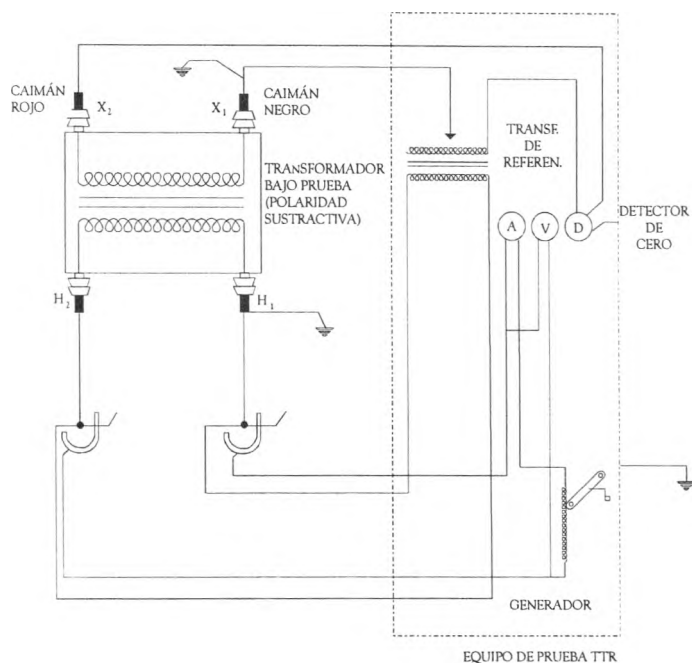 CAIMÁN
ROJO
X2
X1
CAIMÁN
NEGRO
TRANSFORMADOR
BAJO PRUEBA
(POLARIDAD
SUSTRACTIVA)
H2
H1
TRANSF.
DE
REFEREN.
A
V
D
DETECTOR
DE
CERO
GENERADOR
EQUIPO DE PRUEBA TTR